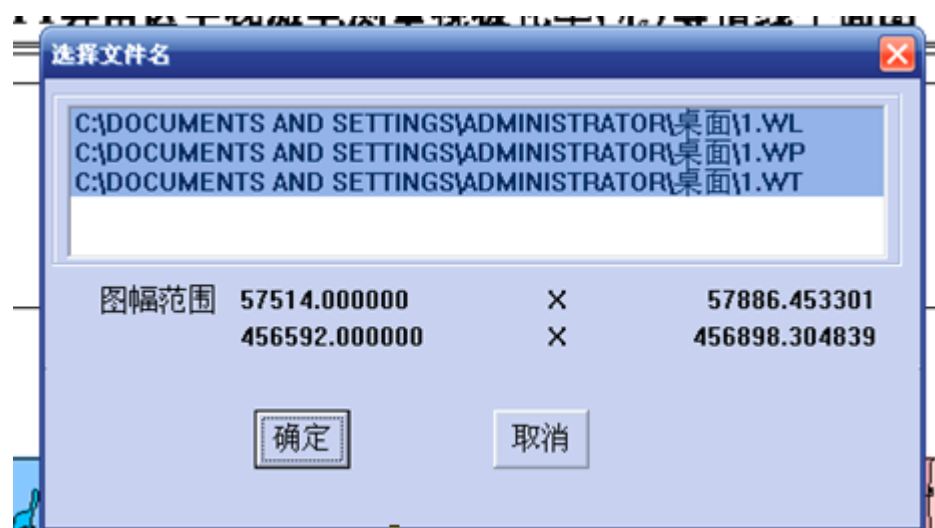 选择文件名
C:\DOCUMENTS AND SETTINGS\ADMINISTRATOR\桌面\1.WL
C:\DOCUMENTS AND SETTINGS\ADMINISTRATOR\桌面\1.WP
C:\DOCUMENTS AND SETTINGS\ADMINISTRATOR\桌面\1.WT
图幅范围 57514.000000 X 57886.453301
456592.000000 X 456898.304839
确定 取消